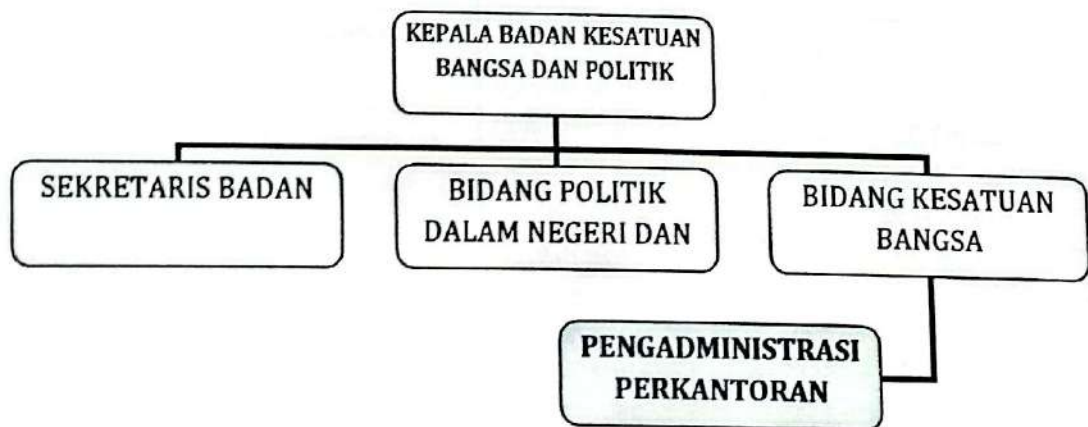 KEPALA BADAN KESATUAN
BANGSA DAN POLITIK
SEKRETARIS BADAN
BIDANG POLITIK
DALAM NEGERI DAN
BIDANG KESATUAN
BANGSA
PENGADMINISTRASI
PERKANTORAN